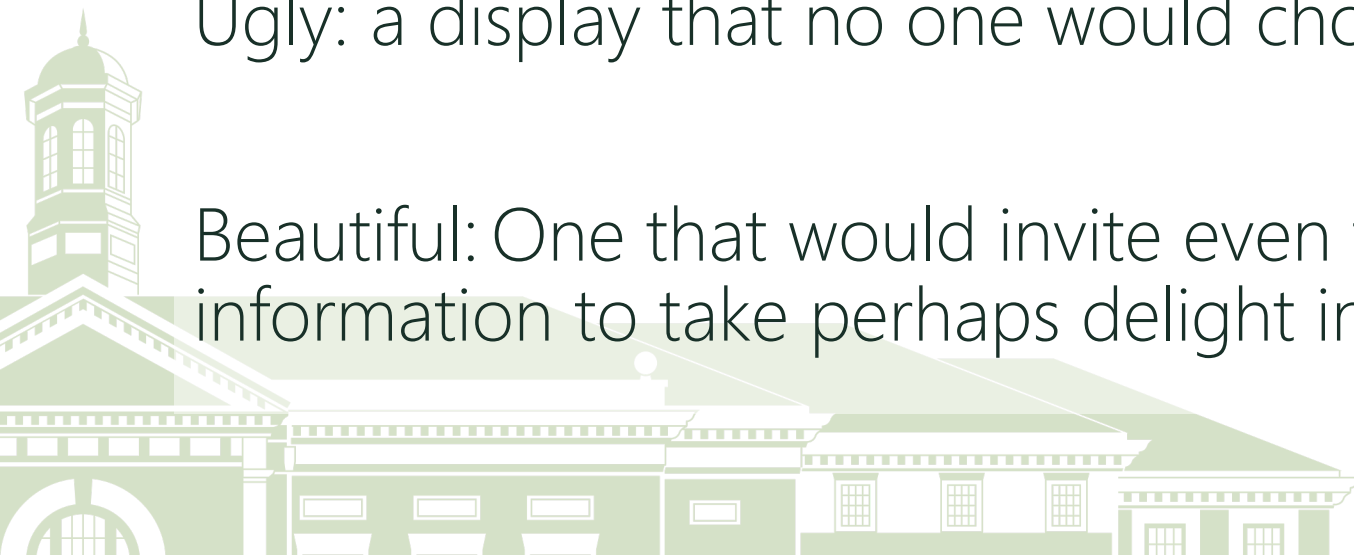 Ugly: a display that no one would
Beautiful: One that would invite even
information to take perhaps delight